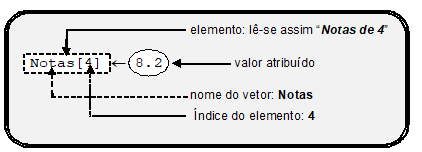 elemento: lê-se assim “Notas de 4”
Notas[4] ← 8.2 valor atribuído
nome do vetor: Notas
Índice do elemento: 4